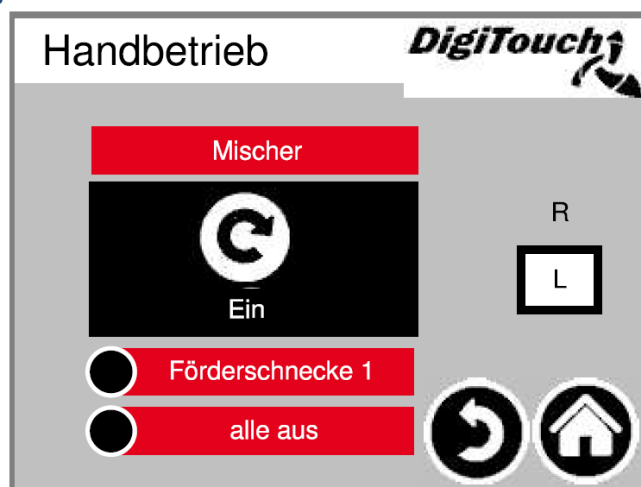 Handbetrieb
DigiTouch
Mischer
Ein
R
L
Förderschnecke 1
alle aus